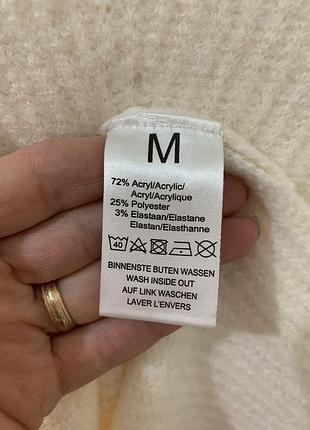 M
72% Acryl/Acrylic/
Acryl/Acrylique
25% Polyester
3% Elastaan/Elastane
Elastan/Elasthanne
40
BINNENSTE BUTEN WASSEN
WASH INSIDE OUT
AUF LINK WASCHEN
LAVER L'ENVERS